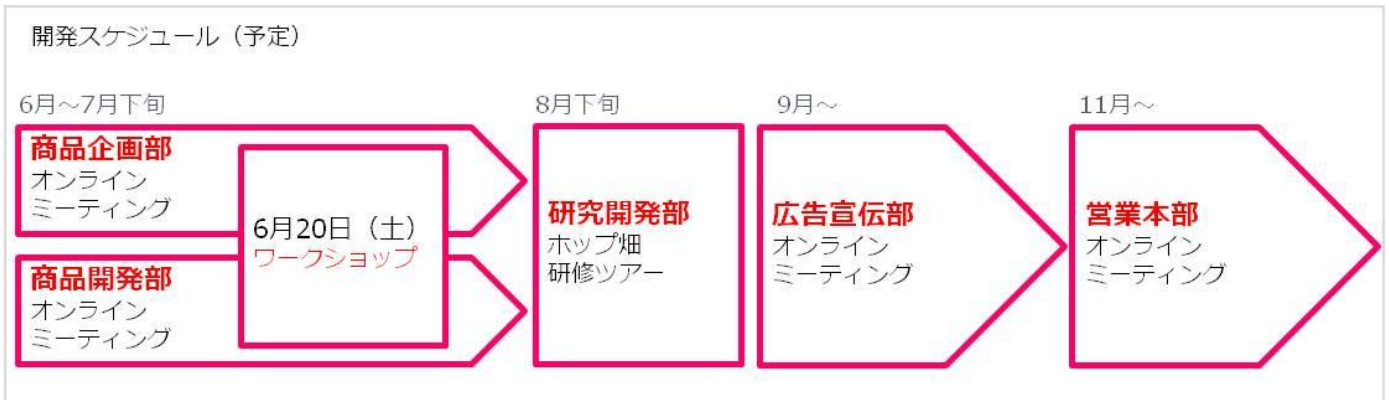 開発スケジュール（予定）
6月～7月下旬
商品企画部
オンライン
ミーティング
商品開発部
オンライン
ミーティング
6月20日（土）
ワークショップ
8月下旬
研究開発部
ホップ畑
研修ツアー
9月～
広告宣伝部
オンライン
ミーティング
11月～
営業本部
オンライン
ミーティング